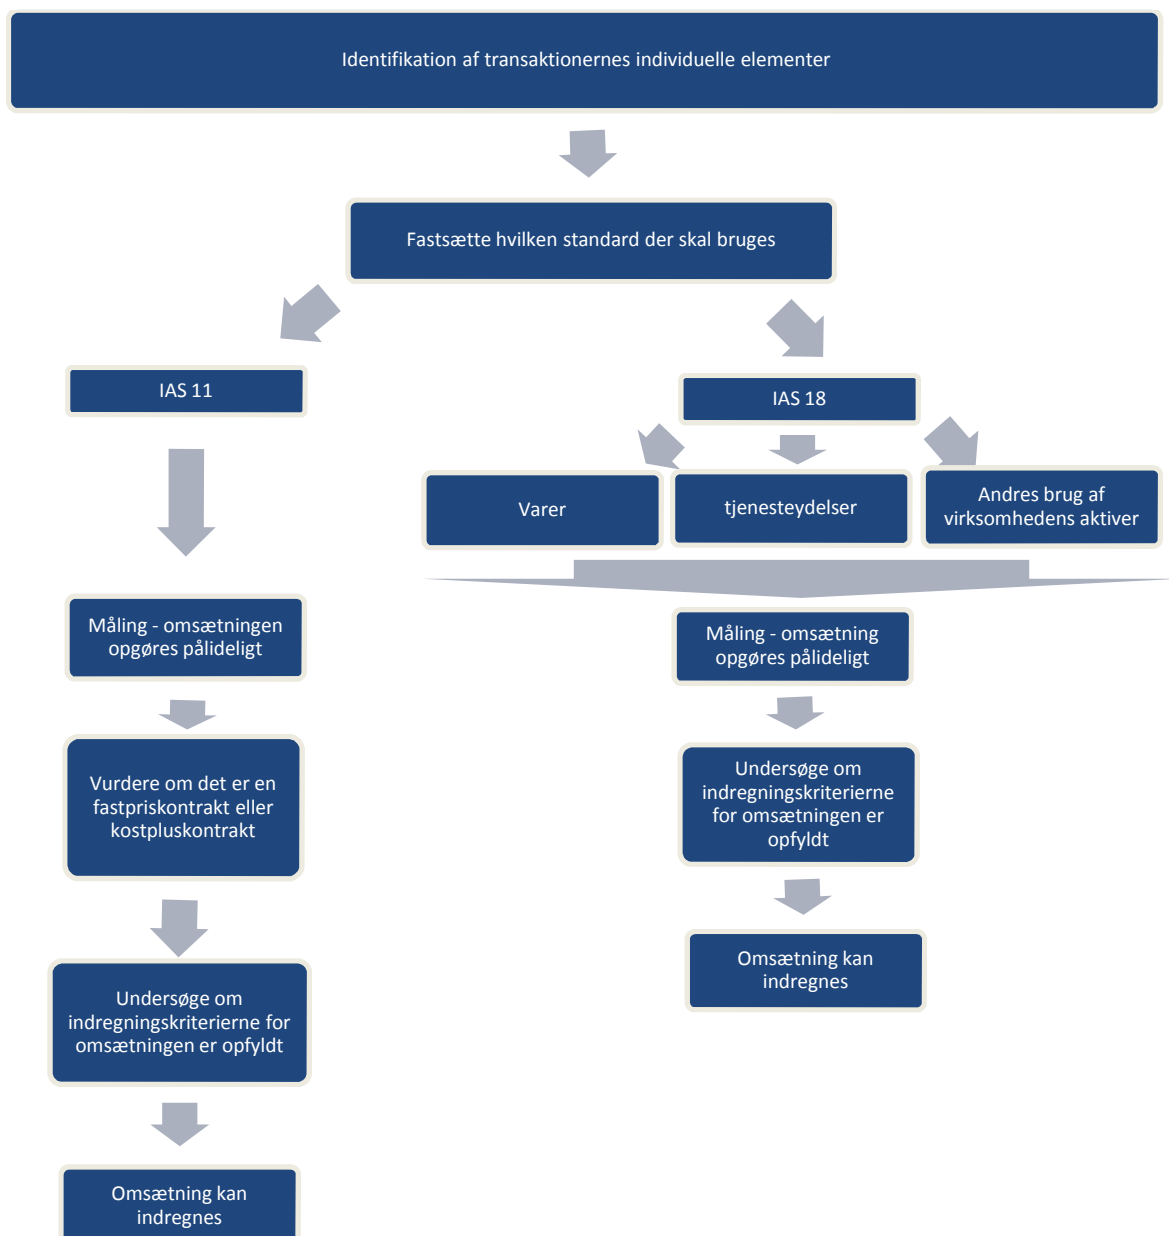 Identifikation af transaktionernes individuelle elementer
Fastsætte hvilken standard der skal bruges
IAS 11
IAS 18
Varer
tjenesteydelser
Andres brug af
virksomhedens aktiver
Måling - omsætningen
opgøres pålideligt
Måling - omsætning
opgøres pålideligt
Vurdere om det er en
fastpriskontrakt eller
kostpluskontrakt
Undersøge om
indregningskriterierne
for omsætningen er
opfyldt
Undersøge om
indregningskriterierne for
omsætningen er opfyldt
Omsætning kan
indregnes
Omsætning kan
indregnes